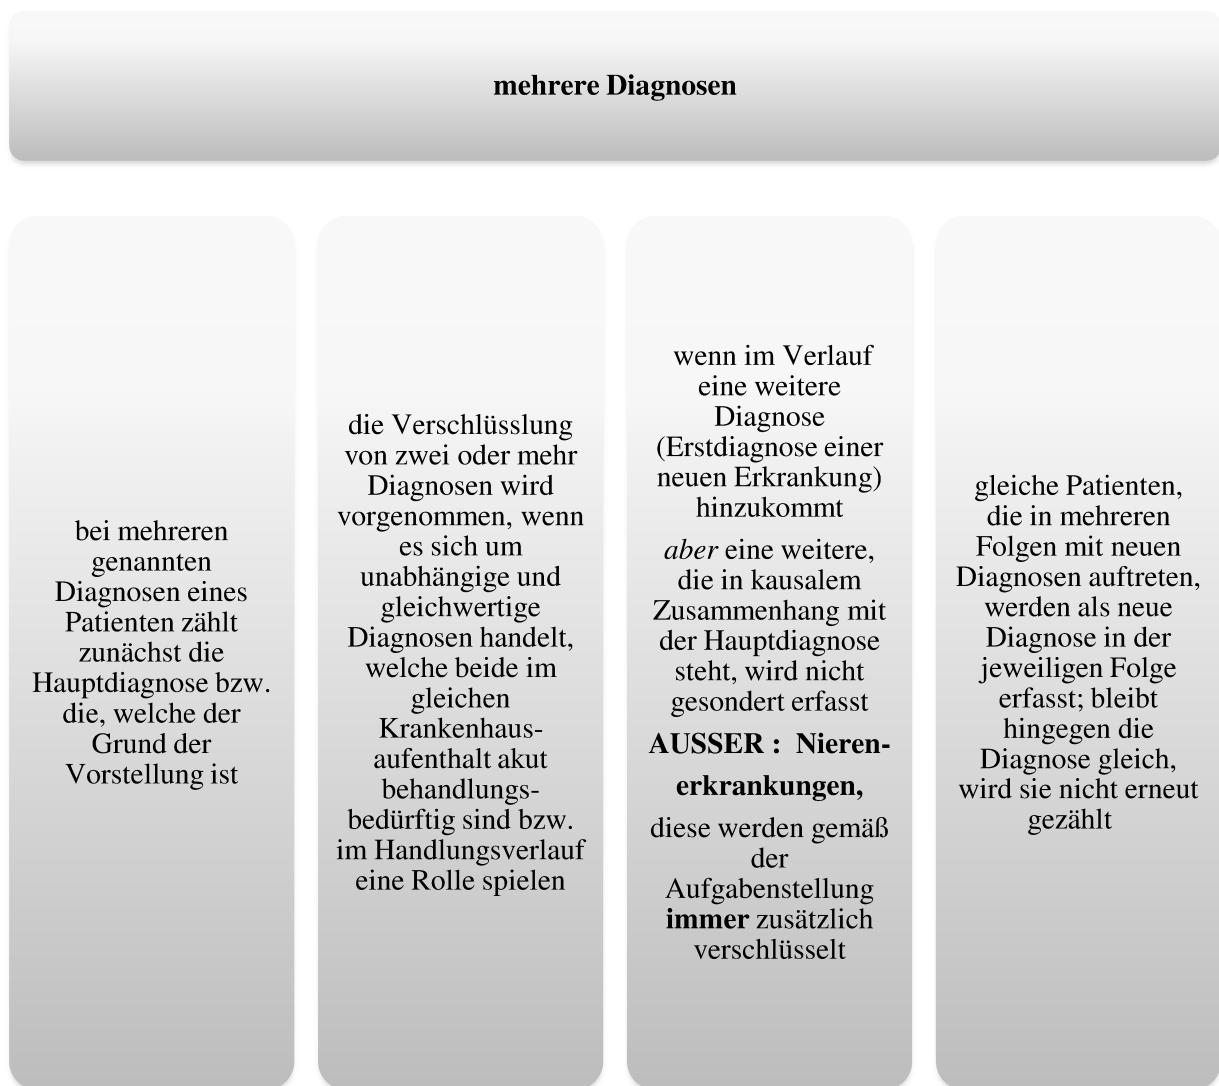 mehrere Diagnosen
bei mehreren
genannten
Diagnosen eines
Patienten zählt
zunächst die
Hauptdiagnose bzw.
die, welche der
Grund der
Vorstellung ist
die Verschlüsslung
von zwei oder mehr
Diagnosen wird
vorgenommen, wenn
es sich um
unabhängige und
gleichwertige
Diagnosen handelt,
welche beide im
gleichen
Krankenhaus-
aufenthalt akut
behandlungs-
bedürftig sind bzw.
im Handlungsverlauf
eine Rolle spielen
wenn im Verlauf
eine weitere
Diagnose
(Erstdiagnose einer
neuen Erkrankung)
hinzukommt
aber eine weitere,
die in kausalem
Zusammenhang mit
der Hauptdiagnose
steht, wird nicht
gesondert erfasst
AUSSER : Nieren-
erkrankungen,
diese werden gemäß
der
Aufgabenstellung
immer zusätzlich
verschlüsselt
gleiche Patienten,
die in mehreren
Folgen mit neuen
Diagnosen auftreten,
werden als neue
Diagnose in der
jeweiligen Folge
erfasst; bleibt
hingegen die
Diagnose gleich,
wird sie nicht erneut
gezählt